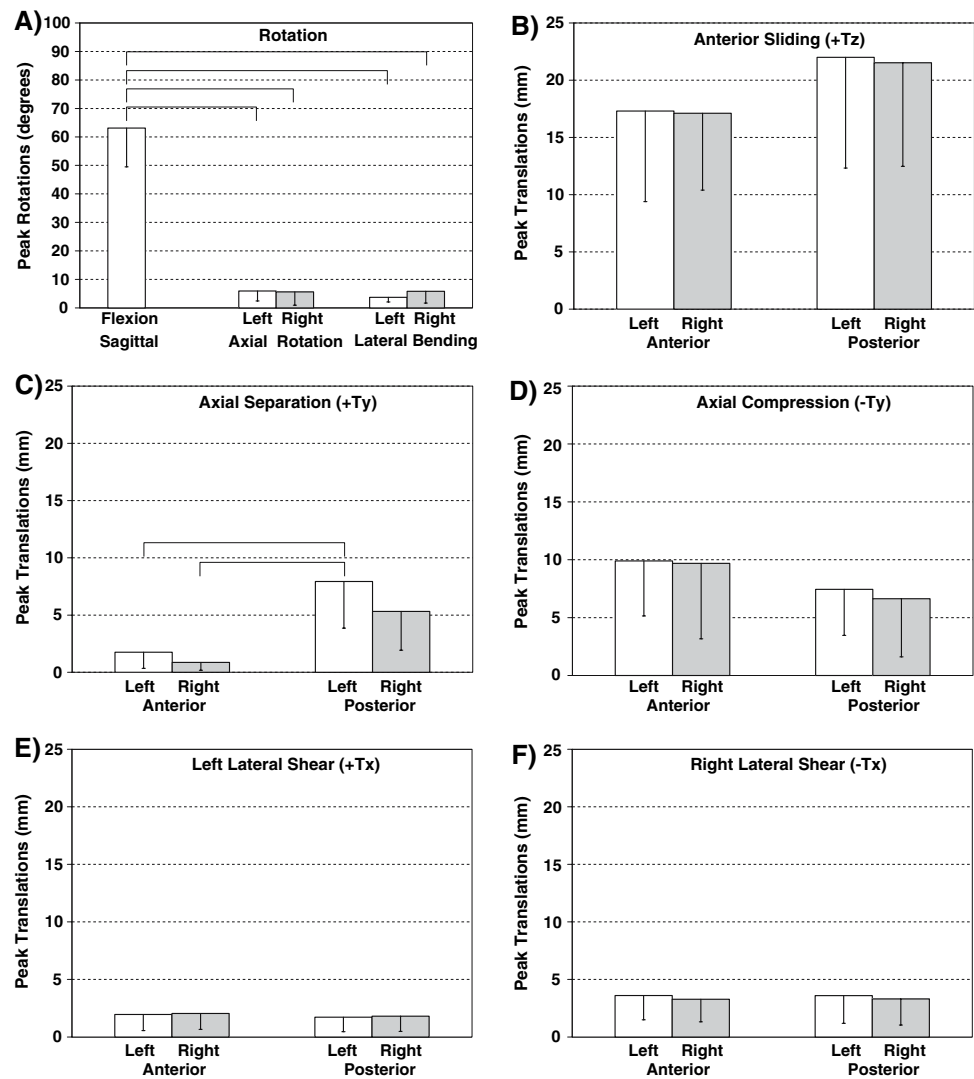 A)
Rotation
Peak Rotations (degrees)
100
90
80
70
60
50
40
30
20
10
0
Flexion
Sagittal
Left Right
Axial Rotation
Left Right
Lateral Bending
B)
Anterior Sliding (+Tz)
Peak Translations (mm)
25
20
15
10
5
0
Left Right
Anterior
Left Right
Posterior
C)
Axial Separation (+Ty)
Peak Translations (mm)
25
20
15
10
5
0
Left Right
Anterior
Left Right
Posterior
D)
Axial Compression (-Ty)
Peak Translations (mm)
25
20
15
10
5
0
Left Right
Anterior
Left Right
Posterior
E)
Left Lateral Shear (+Tx)
Peak Translations (mm)
25
20
15
10
5
0
Left Right
Anterior
Left Right
Posterior
F)
Right Lateral Shear (-Tx)
Peak Translations (mm)
25
20
15
10
5
0
Left Right
Anterior
Left Right
Posterior